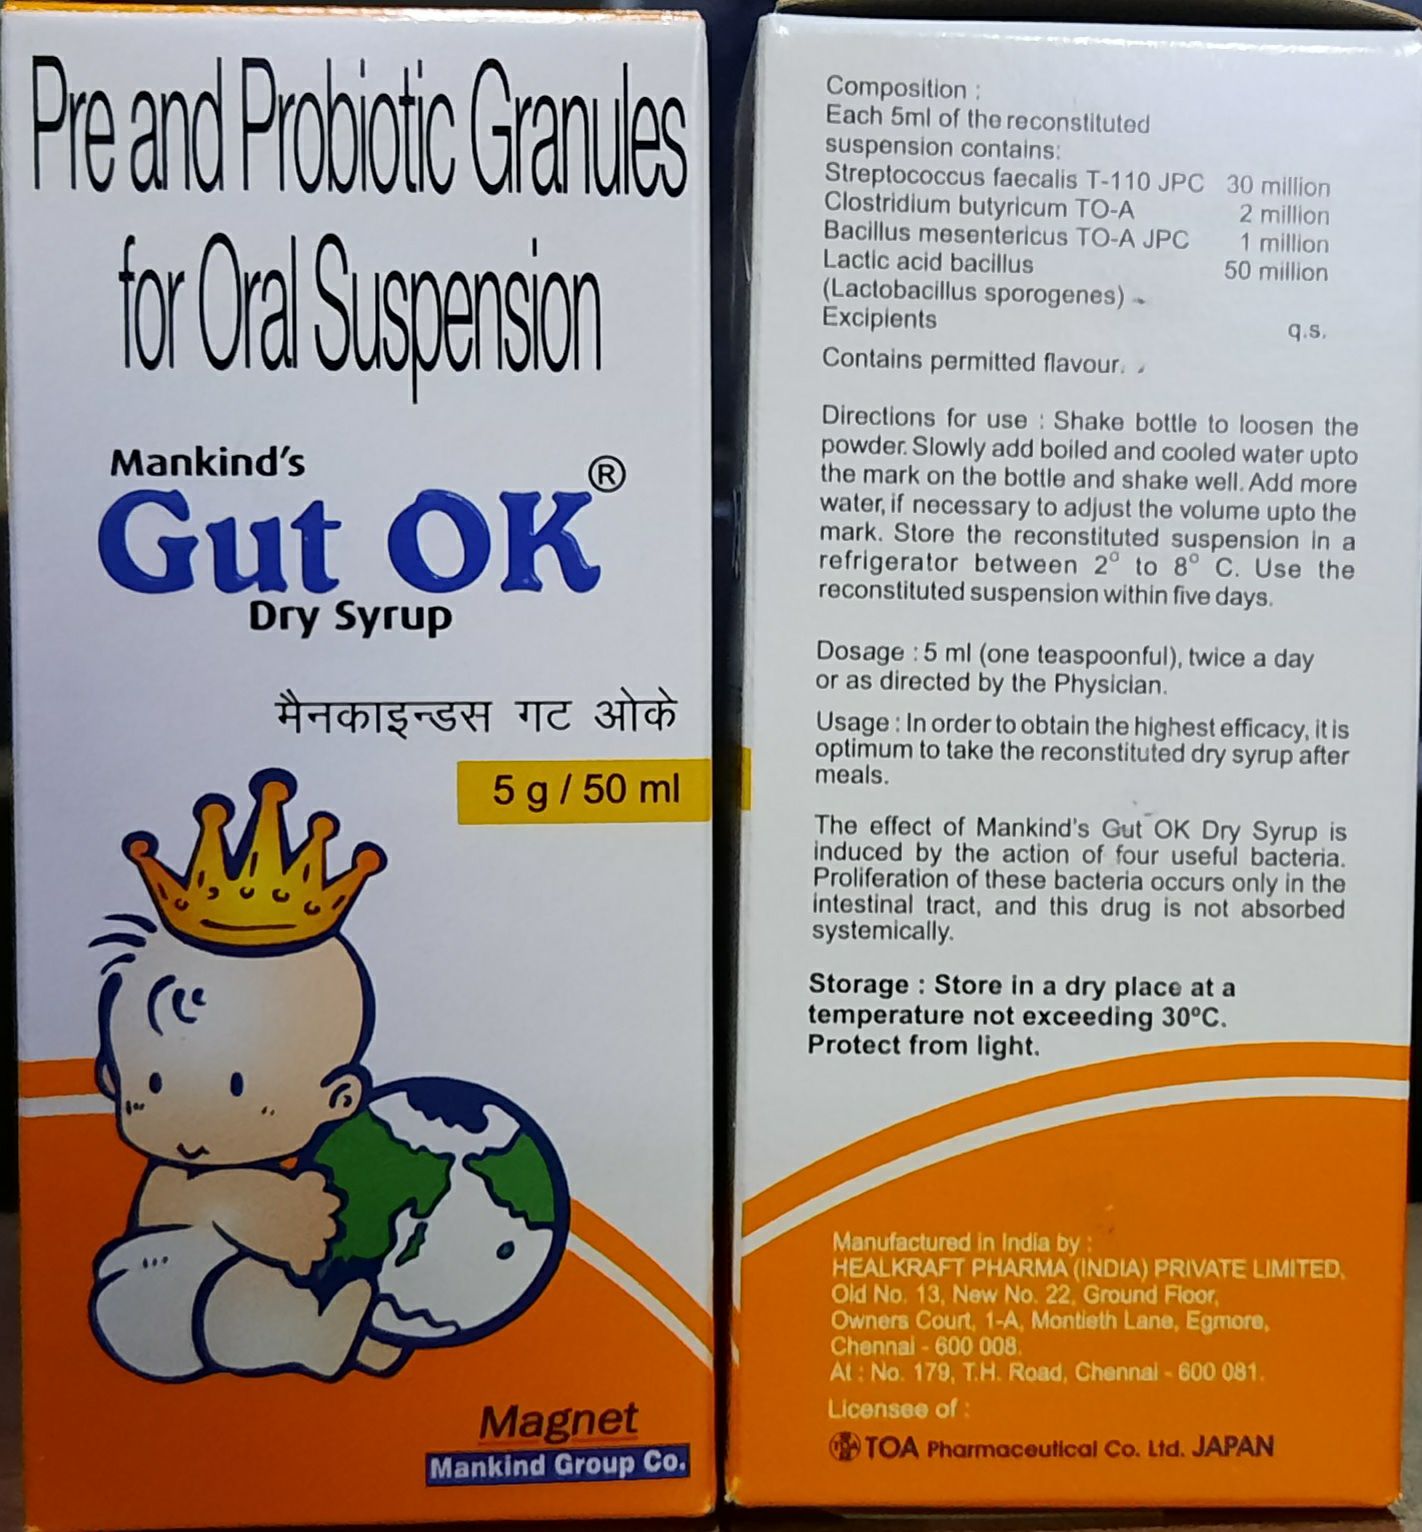 Pre and Probiotic Granules
for Oral Suspension
Mankind's
Gut OK®
Dry Syrup
मैनकाइन्डस गट ओके
5 g / 50 ml
Magnet
Mankind Group Co.
Composition :
Each 5ml of the reconstituted
suspension contains:
Streptococcus faecalis T-110 JPC 30 million
Clostridium butyricum TO-A 2 million
Bacillus mesentericus TO-A JPC 1 million
Lactic acid bacillus 50 million
(Lactobacillus sporogenes)
Excipients q.s.
Contains permitted flavour.
Directions for use : Shake bottle to loosen the
powder. Slowly add boiled and cooled water upto
the mark on the bottle and shake well. Add more
water, if necessary to adjust the volume upto the
mark. Store the reconstituted suspension in a
refrigerator between 2° to 8° C. Use the
reconstituted suspension within five days.
Dosage : 5 ml (one teaspoonful), twice a day
or as directed by the Physician.
Usage : In order to obtain the highest efficacy, it is
optimum to take the reconstituted dry syrup after
meals.
The effect of Mankind's Gut OK Dry Syrup is
induced by the action of four useful bacteria.
Proliferation of these bacteria occurs only in the
intestinal tract, and this drug is not absorbed
systemically.
Storage : Store in a dry place at a
temperature not exceeding 30ºC.
Protect from light.
Manufactured in India by :
HEALKRAFT PHARMA (INDIA) PRIVATE LIMITED,
Old No. 13, New No. 22, Ground Floor,
Owners Court, 1-A, Montieth Lane, Egmore,
Chennai - 600 008.
At : No. 179, T.H. Road, Chennai - 600 081.
Licensee of :
TOA Pharmaceutical Co. Ltd. JAPAN